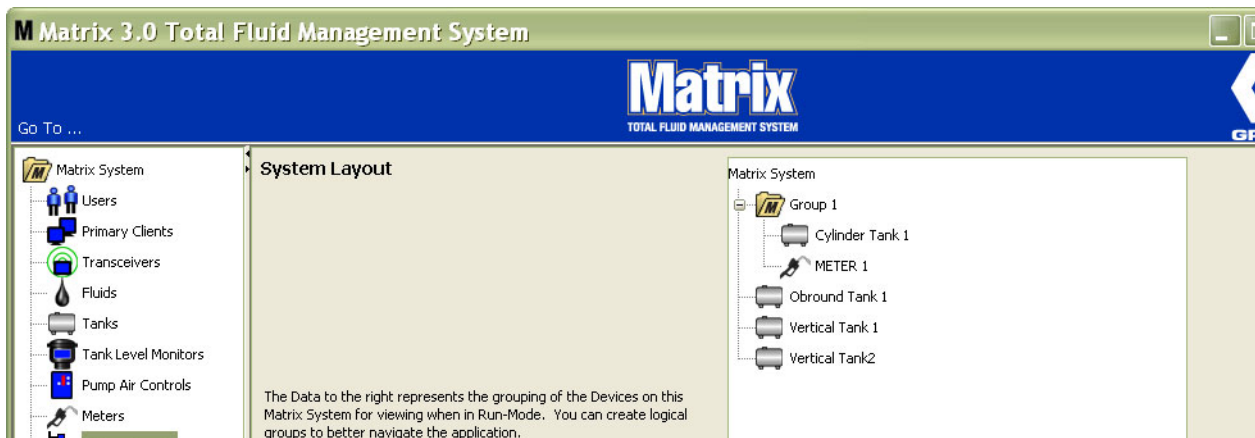 M Matrix 3.0 Total Fluid Management System
Matrix
TOTAL FLUID MANAGEMENT SYSTEM
Go To ...
Matrix System
Users
Primary Clients
Transceivers
Fluids
Tanks
Tank Level Monitors
Pump Air Controls
Meters
System Layout
The Data to the right represents the grouping of the Devices on this
Matrix System for viewing when in Run-Mode. You can create logical
groups to better navigate the application.
Matrix System
Group 1
Cylinder Tank 1
METER 1
Obround Tank 1
Vertical Tank 1
Vertical Tank2